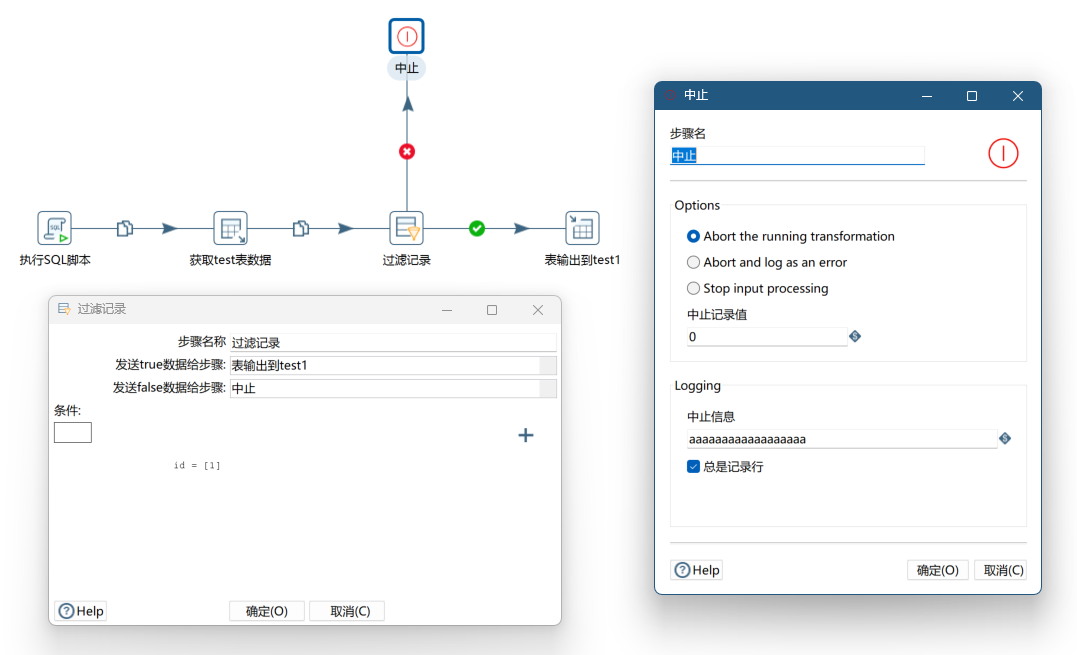 中止
执行SQL脚本
获取test表数据
过滤记录
表输出到test1
过滤记录
步骤名称 过滤记录
发送true数据给步骤: 表输出到test1
发送false数据给步骤: 中止
条件:
id = [1]
Help
确定(O)
取消(C)
中止
步骤名
中止
Options
Abort the running transformation
Abort and log as an error
Stop input processing
中止记录值
0
Logging
中止信息
aaaaaaaaaaaaaaaaaa
总是记录行
Help
确定(O)
取消(C)